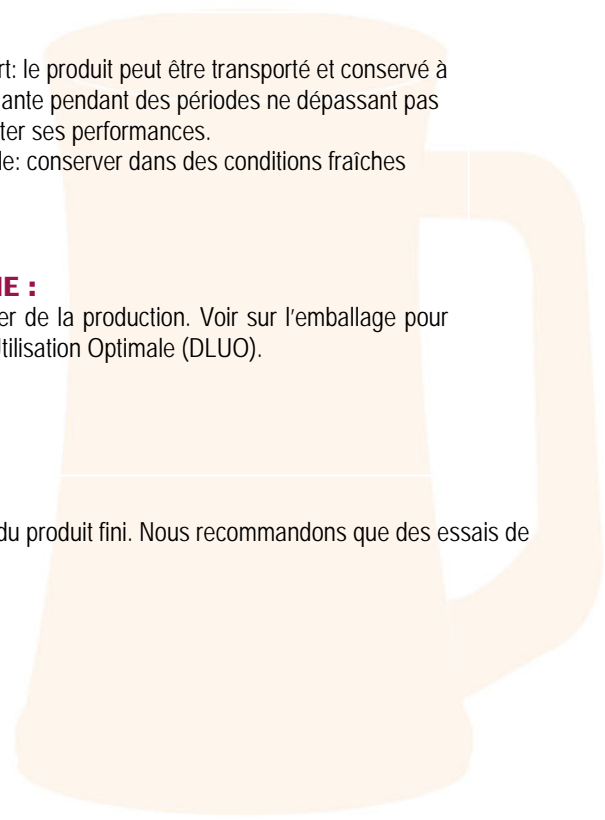 rt: le produit peut être transporté et conservé à
ante pendant des périodes ne dépassant pas
ter ses performances.
le: conserver dans des conditions fraîches
IE :
er de la production. Voir sur l’emballage pour
tilisation Optimale (DLUO).
du produit fini. Nous recommandons que des essais de